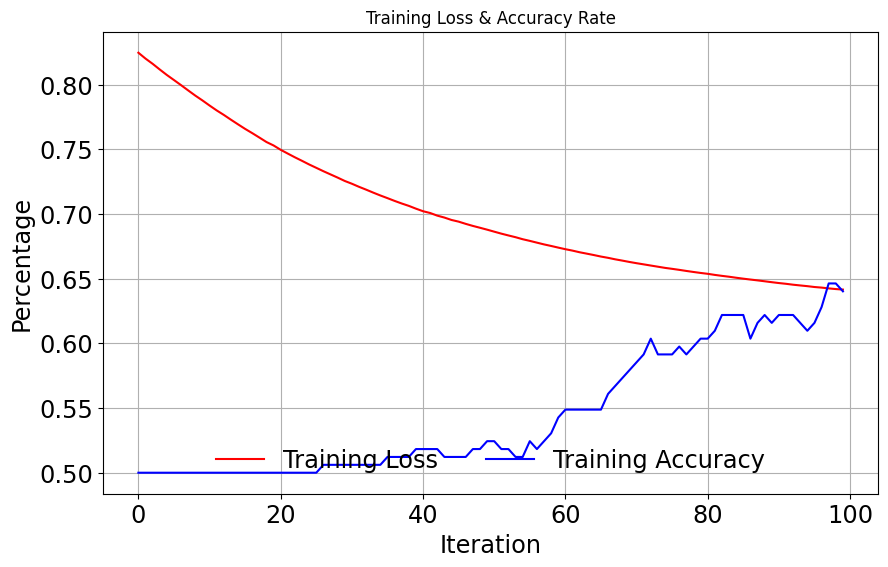 Training Loss & Accuracy Rate
Percentage
0.80
0.75
0.70
0.65
0.60
0.55
0.50
Training Loss
Training Accuracy
0 20 40 60 80 100
Iteration